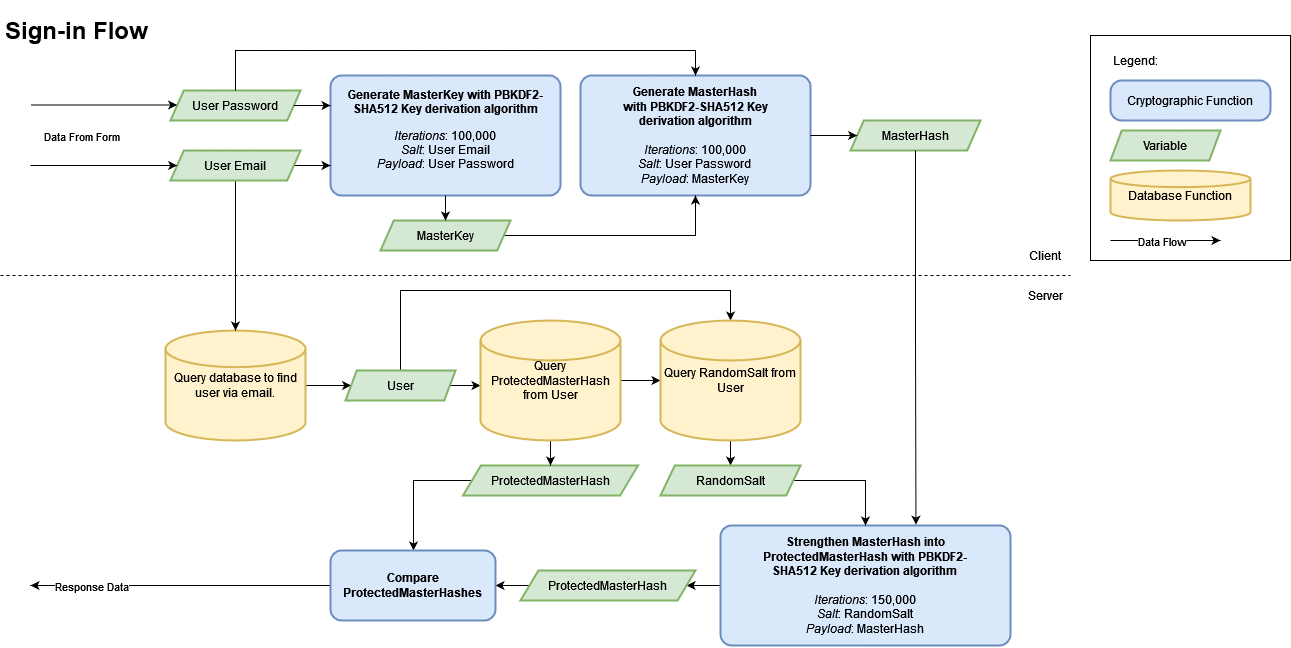 Sign-in Flow
User Password
Data From Form
User Email
Generate MasterKey with PBKDF2-
SHA512 Key derivation algorithm
Iterations: 100,000
Salt: User Email
Payload: User Password
Generate MasterHash
with PBKDF2-SHA512 Key
derivation algorithm
Iterations: 100,000
Salt: User Password
Payload: MasterKey
MasterHash
MasterKey
Legend:
Cryptographic Function
Variable
Database Function
Data Flow
Client
Server
Query database to find
user via email.
User
Query
ProtectedMasterHash
from User
Query RandomSalt from
User
ProtectedMasterHash
RandomSalt
Strengthen MasterHash into
ProtectedMasterHash with PBKDF2-
SHA512 Key derivation algorithm
Iterations: 150,000
Salt: RandomSalt
Payload: MasterHash
ProtectedMasterHash
Compare
ProtectedMasterHashes
Response Data